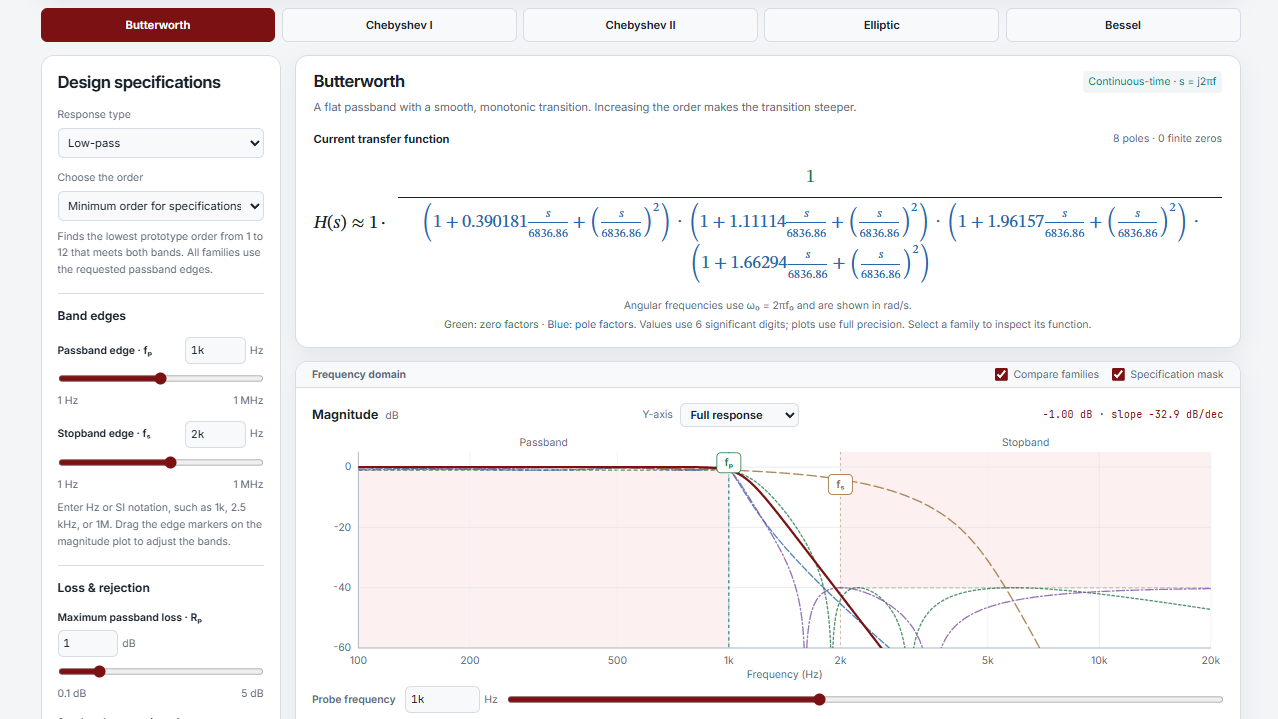 Butterworth
Chebyshev I
Chebyshev II
Elliptic
Bessel
Design specifications
Response type
Low-pass
Choose the order
Minimum order for specifications
Finds the lowest prototype order from 1 to
12 that meets both bands. All families use
the requested passband edges.
Band edges
Passband edge · fₚ 1k Hz
1 Hz 1 MHz
Stopband edge · fₛ 2k Hz
1 Hz 1 MHz
Enter Hz or SI notation, such as 1k, 2.5
kHz, or 1M. Drag the edge markers on the
magnitude plot to adjust the bands.
Loss & rejection
Maximum passband loss · Rₚ
1 dB
0.1 dB 5 dB
Butterworth
Continuous-time · s = j2πf
A flat passband with a smooth, monotonic transition. Increasing the order makes the transition steeper.
Current transfer function
8 poles · 0 finite zeros
1
H(s) ≈ 1 · (1 + 0.390181 s/6836.86 + (s/6836.86)²) · (1 + 1.11114 s/6836.86 + (s/6836.86)²) · (1 + 1.96157 s/6836.86 + (s/6836.86)²) ·
(1 + 1.66294 s/6836.86 + (s/6836.86)²)
Angular frequencies use ω₀ = 2πf₀ and are shown in rad/s.
Green: zero factors · Blue: pole factors. Values use 6 significant digits; plots use full precision. Select a family to inspect its function.
Frequency domain
Compare families
Specification mask
Magnitude dB
Y-axis Full response
-1.00 dB · slope -32.9 dB/dec
Passband
Stopband
fₚ
fₛ
0
-20
-40
-60
100 200 500 1k 2k 5k 10k 20k
Frequency (Hz)
Probe frequency 1k Hz